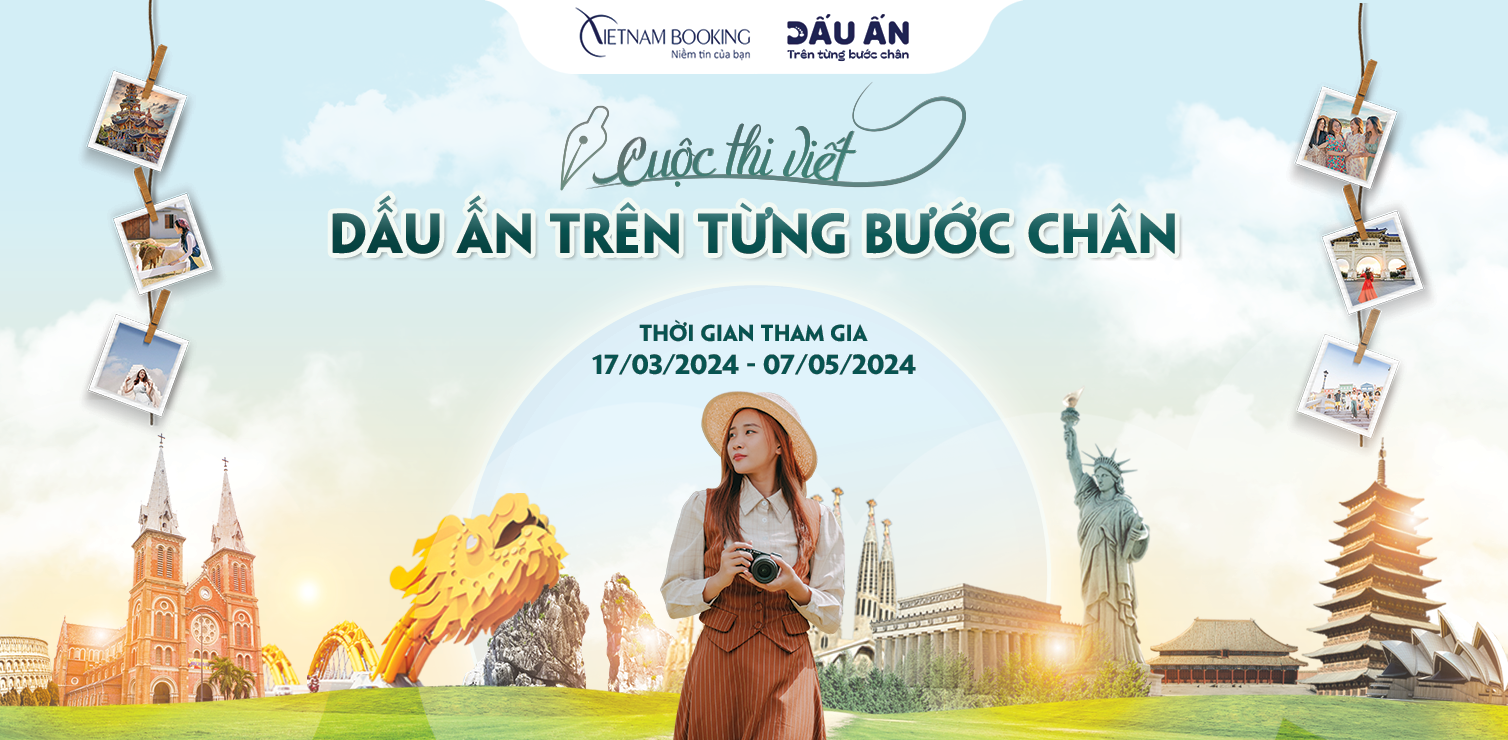 VIETNAM BOOKING
Niềm tin của bạn
DẤU ẤN
Trên từng bước chân
Cuộc thi viết
DẤU ẤN TRÊN TỪNG BƯỚC CHÂN
THỜI GIAN THAM GIA
17/03/2024 - 07/05/2024